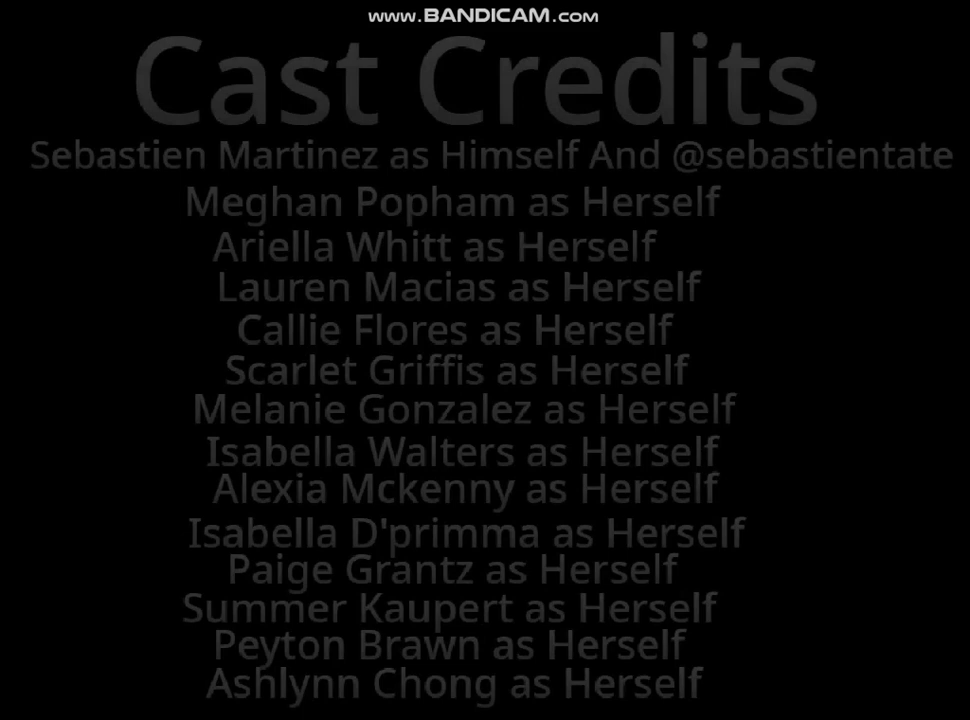 www.BANDICAM.com
Cast Credits
Sebastien Martinez as Himself And @sebastientate
Meghan Popham as Herself
Ariella Whitt as Herself
Lauren Macias as Herself
Callie Flores as Herself
Scarlet Griffis as Herself
Melanie Gonzalez as Herself
Isabella Walters as Herself
Alexia Mckenny as Herself
Isabella D'primma as Herself
Paige Grantz as Herself
Summer Kaupert as Herself
Peyton Brawn as Herself
Ashlynn Chong as Herself